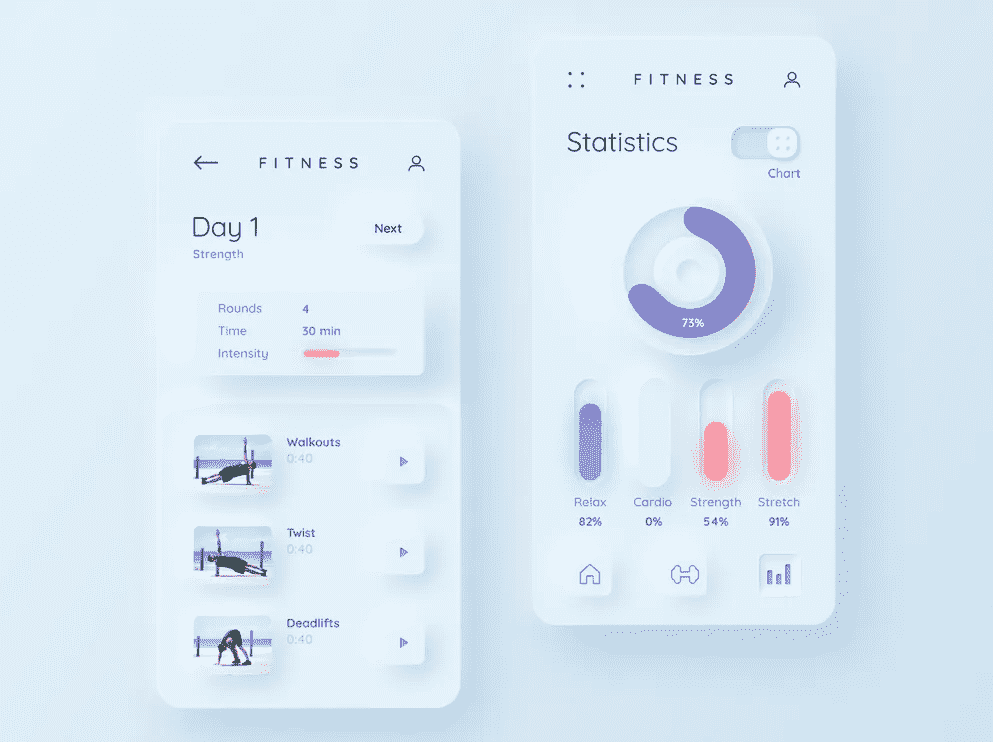 FITNESS
Day 1
Next
Strength
Rounds 4
Time 30 min
Intensity
Walkouts
0:40
Twist
0:40
Deadlifts
0:40
FITNESS
Statistics
Chart
73%
Relax Cardio Strength Stretch
82% 0% 54% 91%